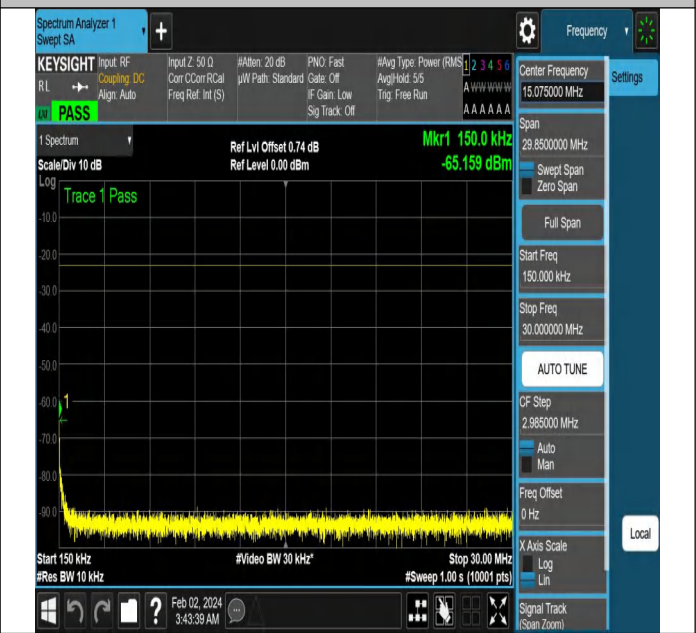 Spectrum Analyzer 1
Swept SA
+
Frequency
KEYSIGHT
RL
Input: RF
Coupling: DC
Align: Auto
Input Z: 50 Ω
Corr CCorr RCal
Freq Ref: Int (S)
#Atten: 20 dB
µW Path: Standard
PNO: Fast
Gate: Off
IF Gain: Low
Sig Track: Off
#Avg Type: Power (RMS
Avg|Hold: 5/5
Trig: Free Run
1 2 3 4 5 6
A W W W W W
A A A A A A
PASS
1 Spectrum
Scale/Div 10 dB
Ref Lvl Offset 0.74 dB
Ref Level 0.00 dBm
Mkr1 150.0 kHz
-65.159 dBm
Log
Trace 1 Pass
-10.0
-20.0
-30.0
-40.0
-50.0
-60.0
1
-70.0
-80.0
-90.0
Start 150 kHz
#Res BW 10 kHz
#Video BW 30 kHz*
Stop 30.00 MHz
#Sweep 1.00 s (10001 pts)
Feb 02, 2024
3:43:39 AM
?
Center Frequency
15.075000 MHz
Settings
Span
29.8500000 MHz
Swept Span
Zero Span
Full Span
Start Freq
150.000 kHz
Stop Freq
30.000000 MHz
AUTO TUNE
CF Step
2.985000 MHz
Auto
Man
Freq Offset
0 Hz
X Axis Scale
Log
Lin
Local
Signal Track
(Span Zoom)